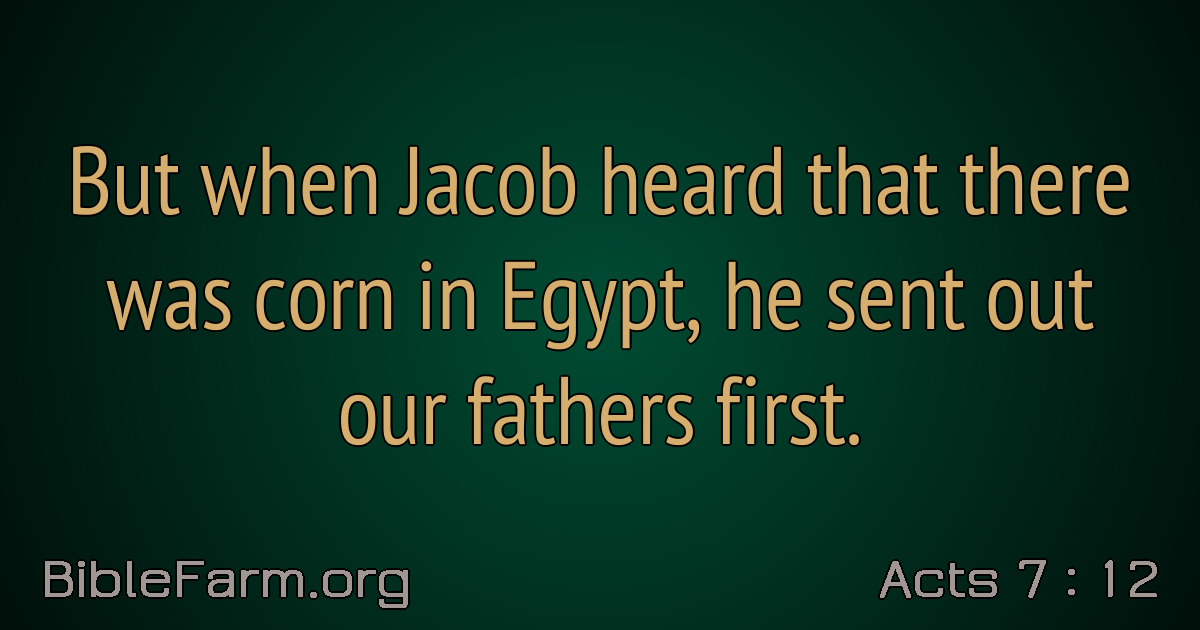 But when Jacob heard that there
was corn in Egypt, he sent out
our fathers first.
BibleFarm.org
Acts 7 : 12